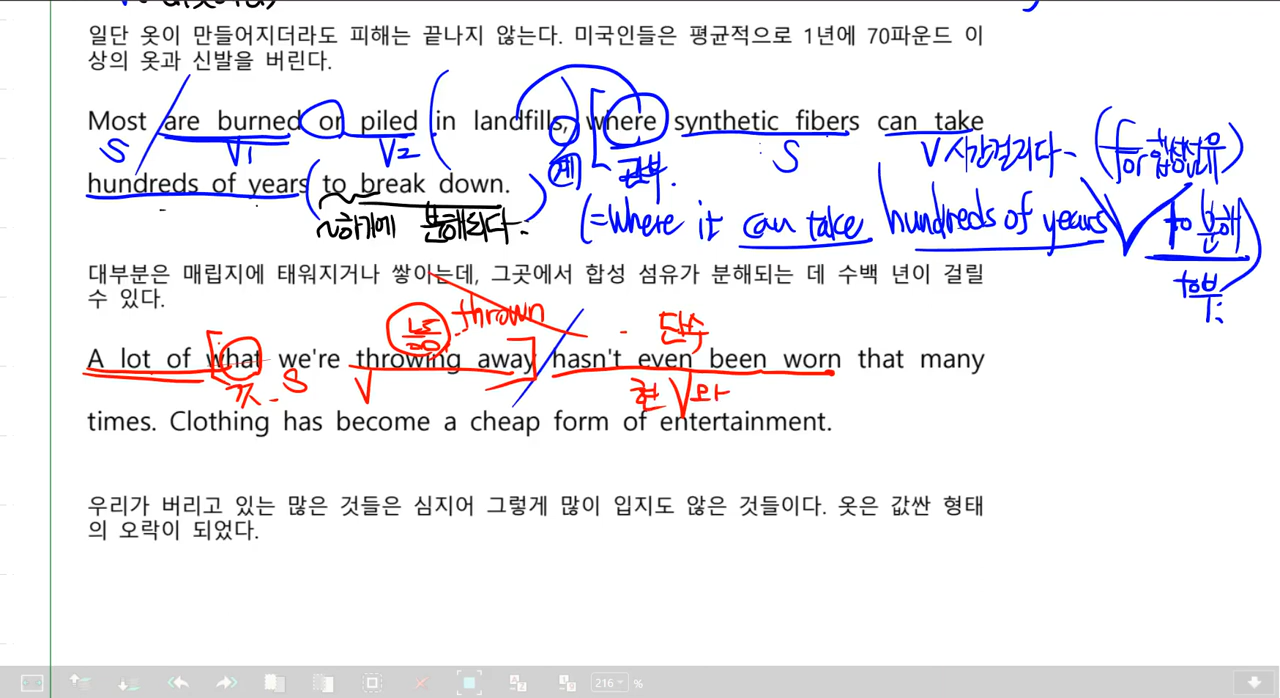 일단 옷이 만들어지더라도 피해는 끝나지 않는다. 미국인들은 평균적으로 1년에 70파운드 이
상의 옷과 신발을 버린다.
Most are burned or piled in landfills, where synthetic fibers can take
S V1 V2 계 관부. S V 시간걸리다- (for 합성섬유)
hundreds of years to break down.
~하기에 분해되다.
(=where it can take hundreds of years to 분해
to부
대부분은 매립지에 태워지거나 쌓이는데, 그곳에서 합성 섬유가 분해되는 데 수백 년이 걸릴
수 있다.
thrown 단수
A lot of what we're throwing away hasn't even been worn that many
S V 현 V
times. Clothing has become a cheap form of entertainment.
우리가 버리고 있는 많은 것들은 심지어 그렇게 많이 입지도 않은 것들이다. 옷은 값싼 형태
의 오락이 되었다.
216 %